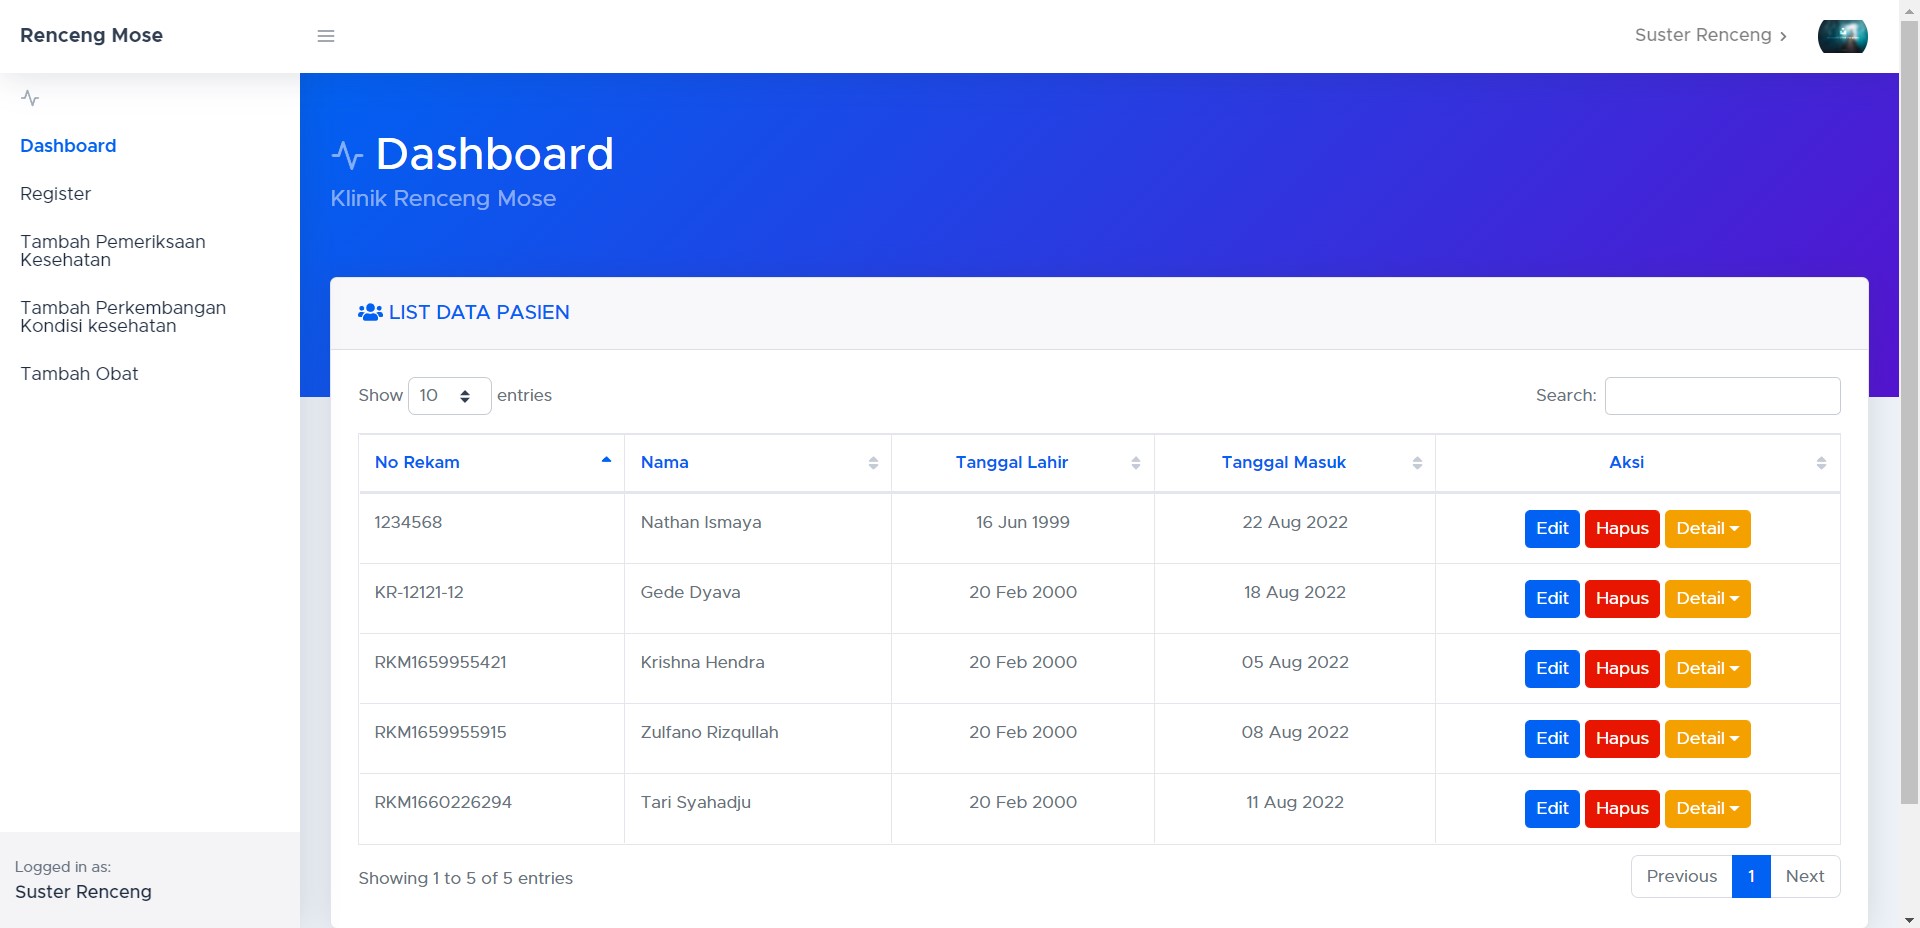 Renceng Mose
Suster Renceng
Dashboard
Register
Tambah Pemeriksaan
Kesehatan
Tambah Perkembangan
Kondisi kesehatan
Tambah Obat
Logged in as:
Suster Renceng
Dashboard
Klinik Renceng Mose
LIST DATA PASIEN
Show 10 entries
Search:
No Rekam Nama Tanggal Lahir Tanggal Masuk Aksi
1234568 Nathan Ismaya 16 Jun 1999 22 Aug 2022 Edit Hapus Detail
KR-12121-12 Gede Dyava 20 Feb 2000 18 Aug 2022 Edit Hapus Detail
RKM1659955421 Krishna Hendra 20 Feb 2000 05 Aug 2022 Edit Hapus Detail
RKM1659955915 Zulfano Rizqullah 20 Feb 2000 08 Aug 2022 Edit Hapus Detail
RKM1660226294 Tari Syahadju 20 Feb 2000 11 Aug 2022 Edit Hapus Detail
Showing 1 to 5 of 5 entries
Previous 1 Next